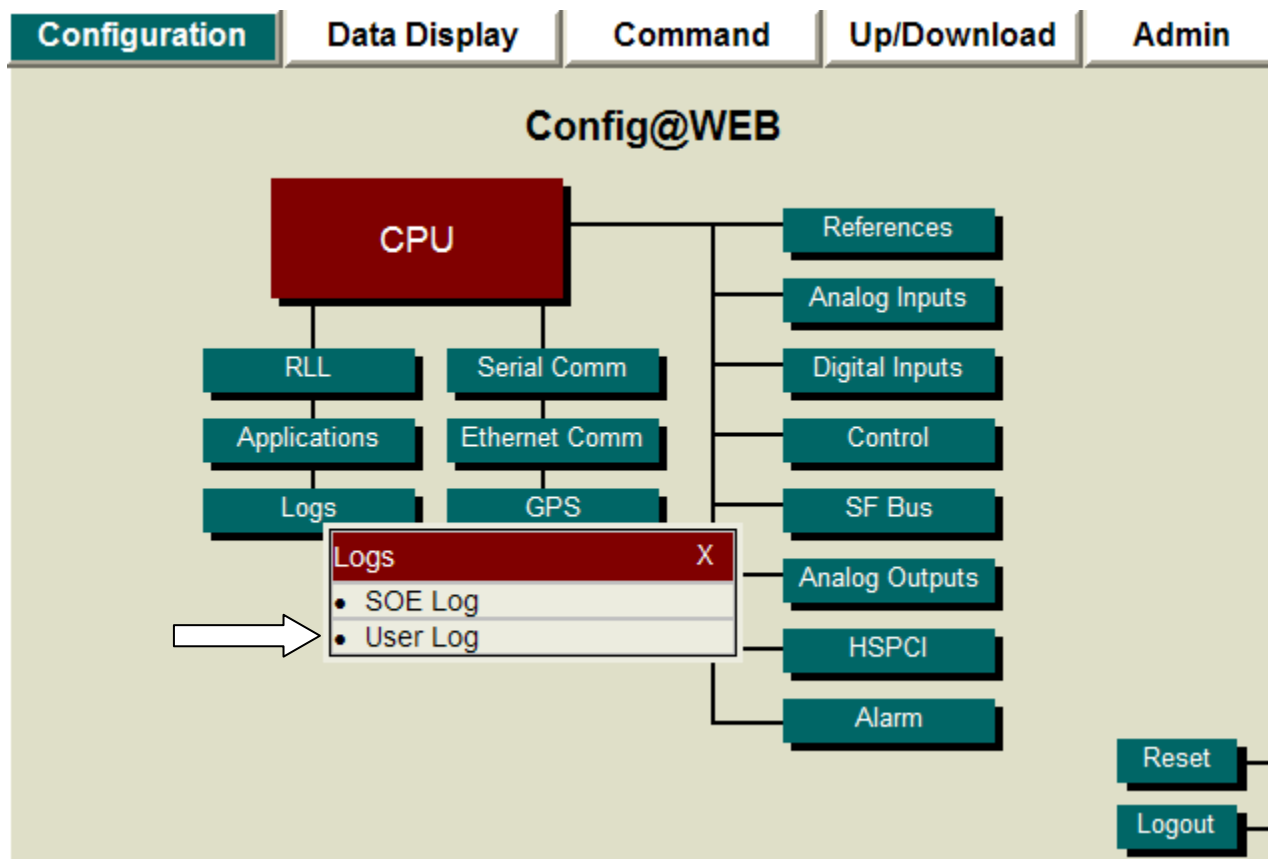 Configuration Data Display Command Up/Download Admin
Config@WEB
CPU
RLL
Applications
Logs
Serial Comm
Ethernet Comm
GPS
References
Analog Inputs
Digital Inputs
Control
SF Bus
Analog Outputs
HSPCI
Alarm
Logs X
• SOE Log
• User Log
Reset
Logout